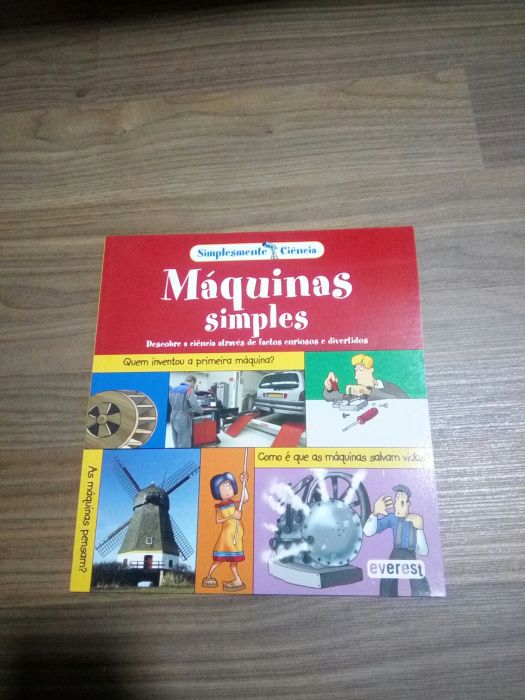 Simplesmente Ciência
Máquinas
simples
Descobre a ciência através de factos curiosos e divertidos
Quem inventou a primeira máquina?
Como é que as máquinas salvam vidas?
As máquinas pensam?
everest